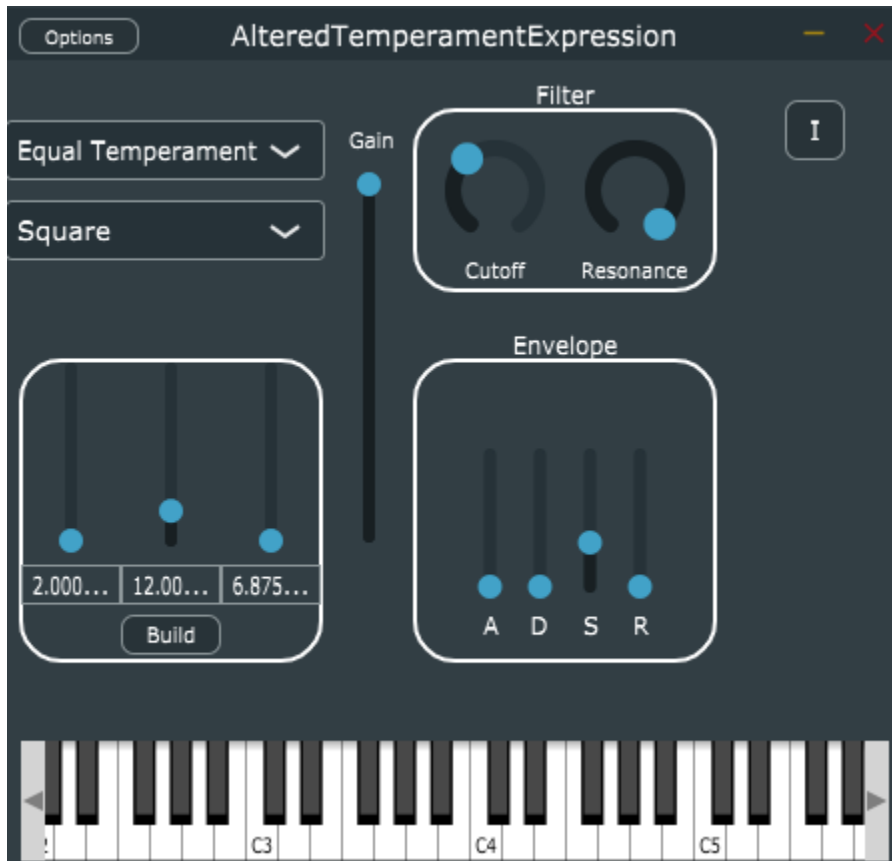 Options
AlteredTemperamentExpression
Filter
Equal Temperament
Gain
I
Square
Cutoff
Resonance
Envelope
2.000...
12.00...
6.875...
Build
A D S R
C3
C4
C5